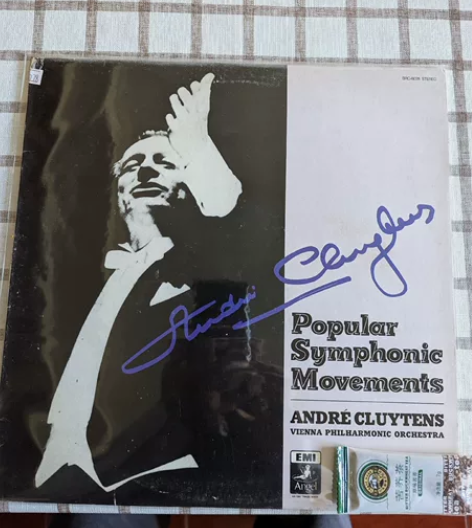 André Cluytens
Popular
Symphonic
Movements
ANDRÉ CLUYTENS
VIENNA PHILHARMONIC ORCHESTRA
EMI
Angel